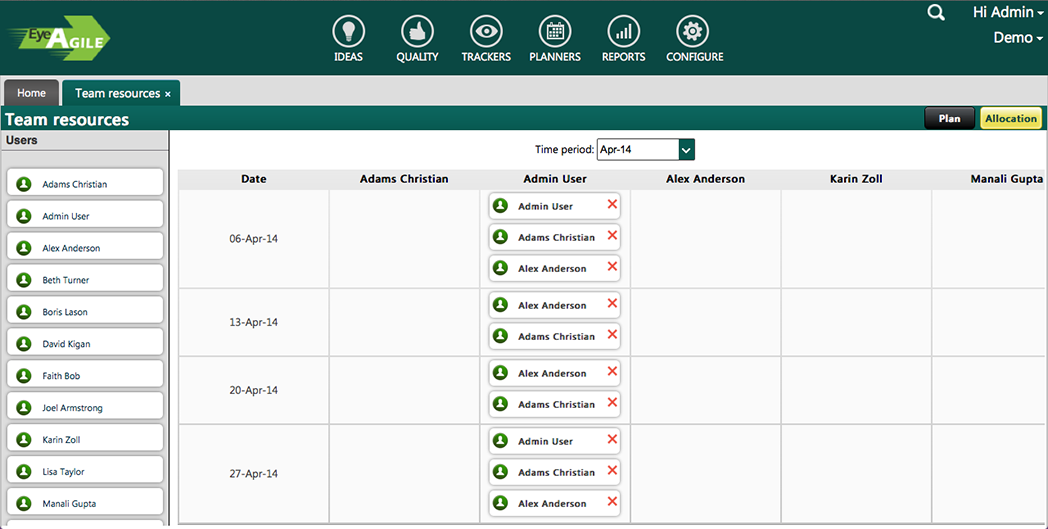 Hi Admin
EyeAGILE
Demo
IDEAS QUALITY TRACKERS PLANNERS REPORTS CONFIGURE
Home Team resources ×
Team resources Plan Allocation
Users
Adams Christian
Admin User
Alex Anderson
Beth Turner
Boris Lason
David Kigan
Faith Bob
Joel Armstrong
Karin Zoll
Lisa Taylor
Manali Gupta
Time period: Apr-14
Date Adams Christian Admin User Alex Anderson Karin Zoll Manali Gupta
06-Apr-14
Admin User
Adams Christian
Alex Anderson
13-Apr-14
Alex Anderson
Adams Christian
20-Apr-14
Alex Anderson
Adams Christian
27-Apr-14
Admin User
Adams Christian
Alex Anderson